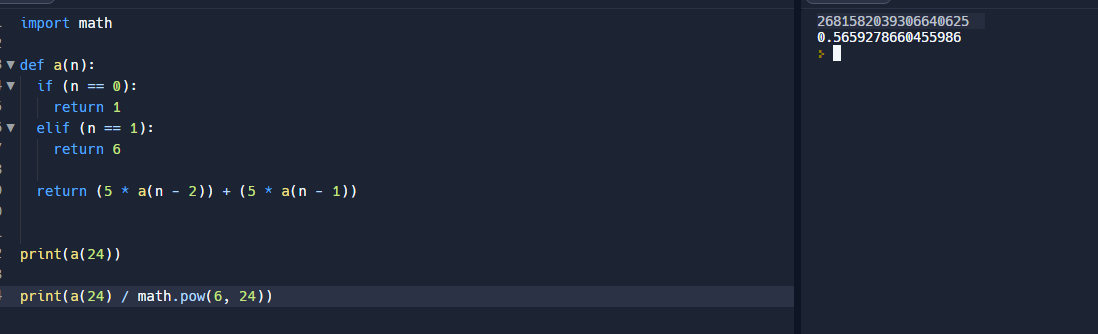 import math
def a(n):
if (n == 0):
return 1
elif (n == 1):
return 6
return (5 * a(n - 2)) + (5 * a(n - 1))
print(a(24))
print(a(24) / math.pow(6, 24))
2681582039306640625
0.5659278660455986